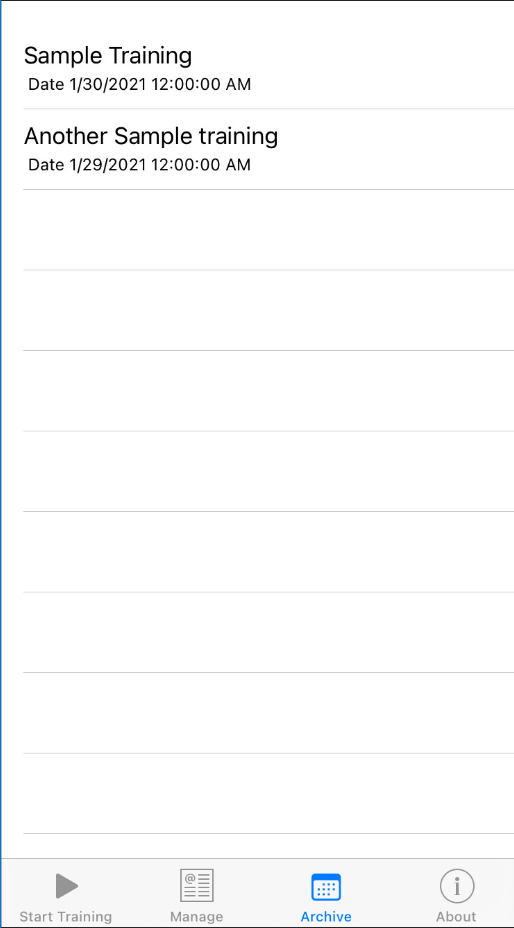 Sample Training
Date 1/30/2021 12:00:00 AM
Another Sample training
Date 1/29/2021 12:00:00 AM
Start Training
Manage
Archive
About